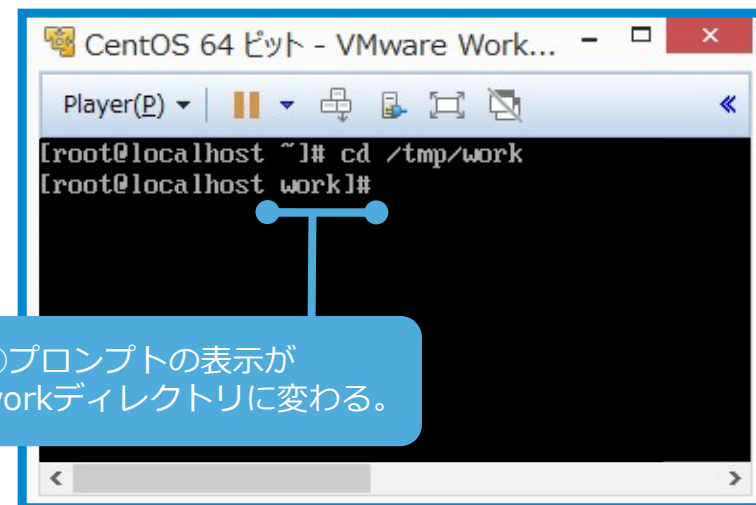 CentOS 64 ビット - VMware Work...
Player(P)
[root@localhost ~]# cd /tmp/work
[root@localhost work]#
プロンプトの表示が
workディレクトリに変わる。